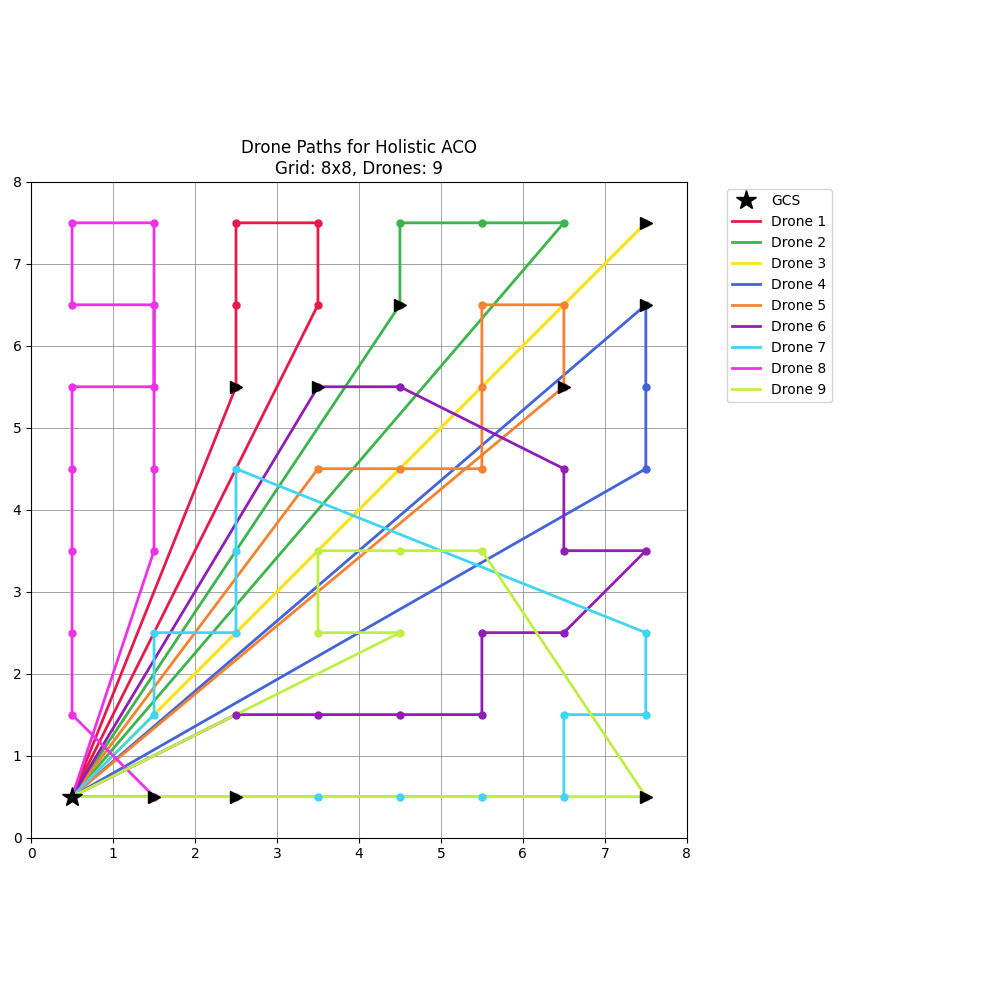 Drone Paths for Holistic ACO
Grid: 8x8, Drones: 9
8
7
6
5
4
3
2
1
0
0 1 2 3 4 5 6 7 8
GCS
Drone 1
Drone 2
Drone 3
Drone 4
Drone 5
Drone 6
Drone 7
Drone 8
Drone 9